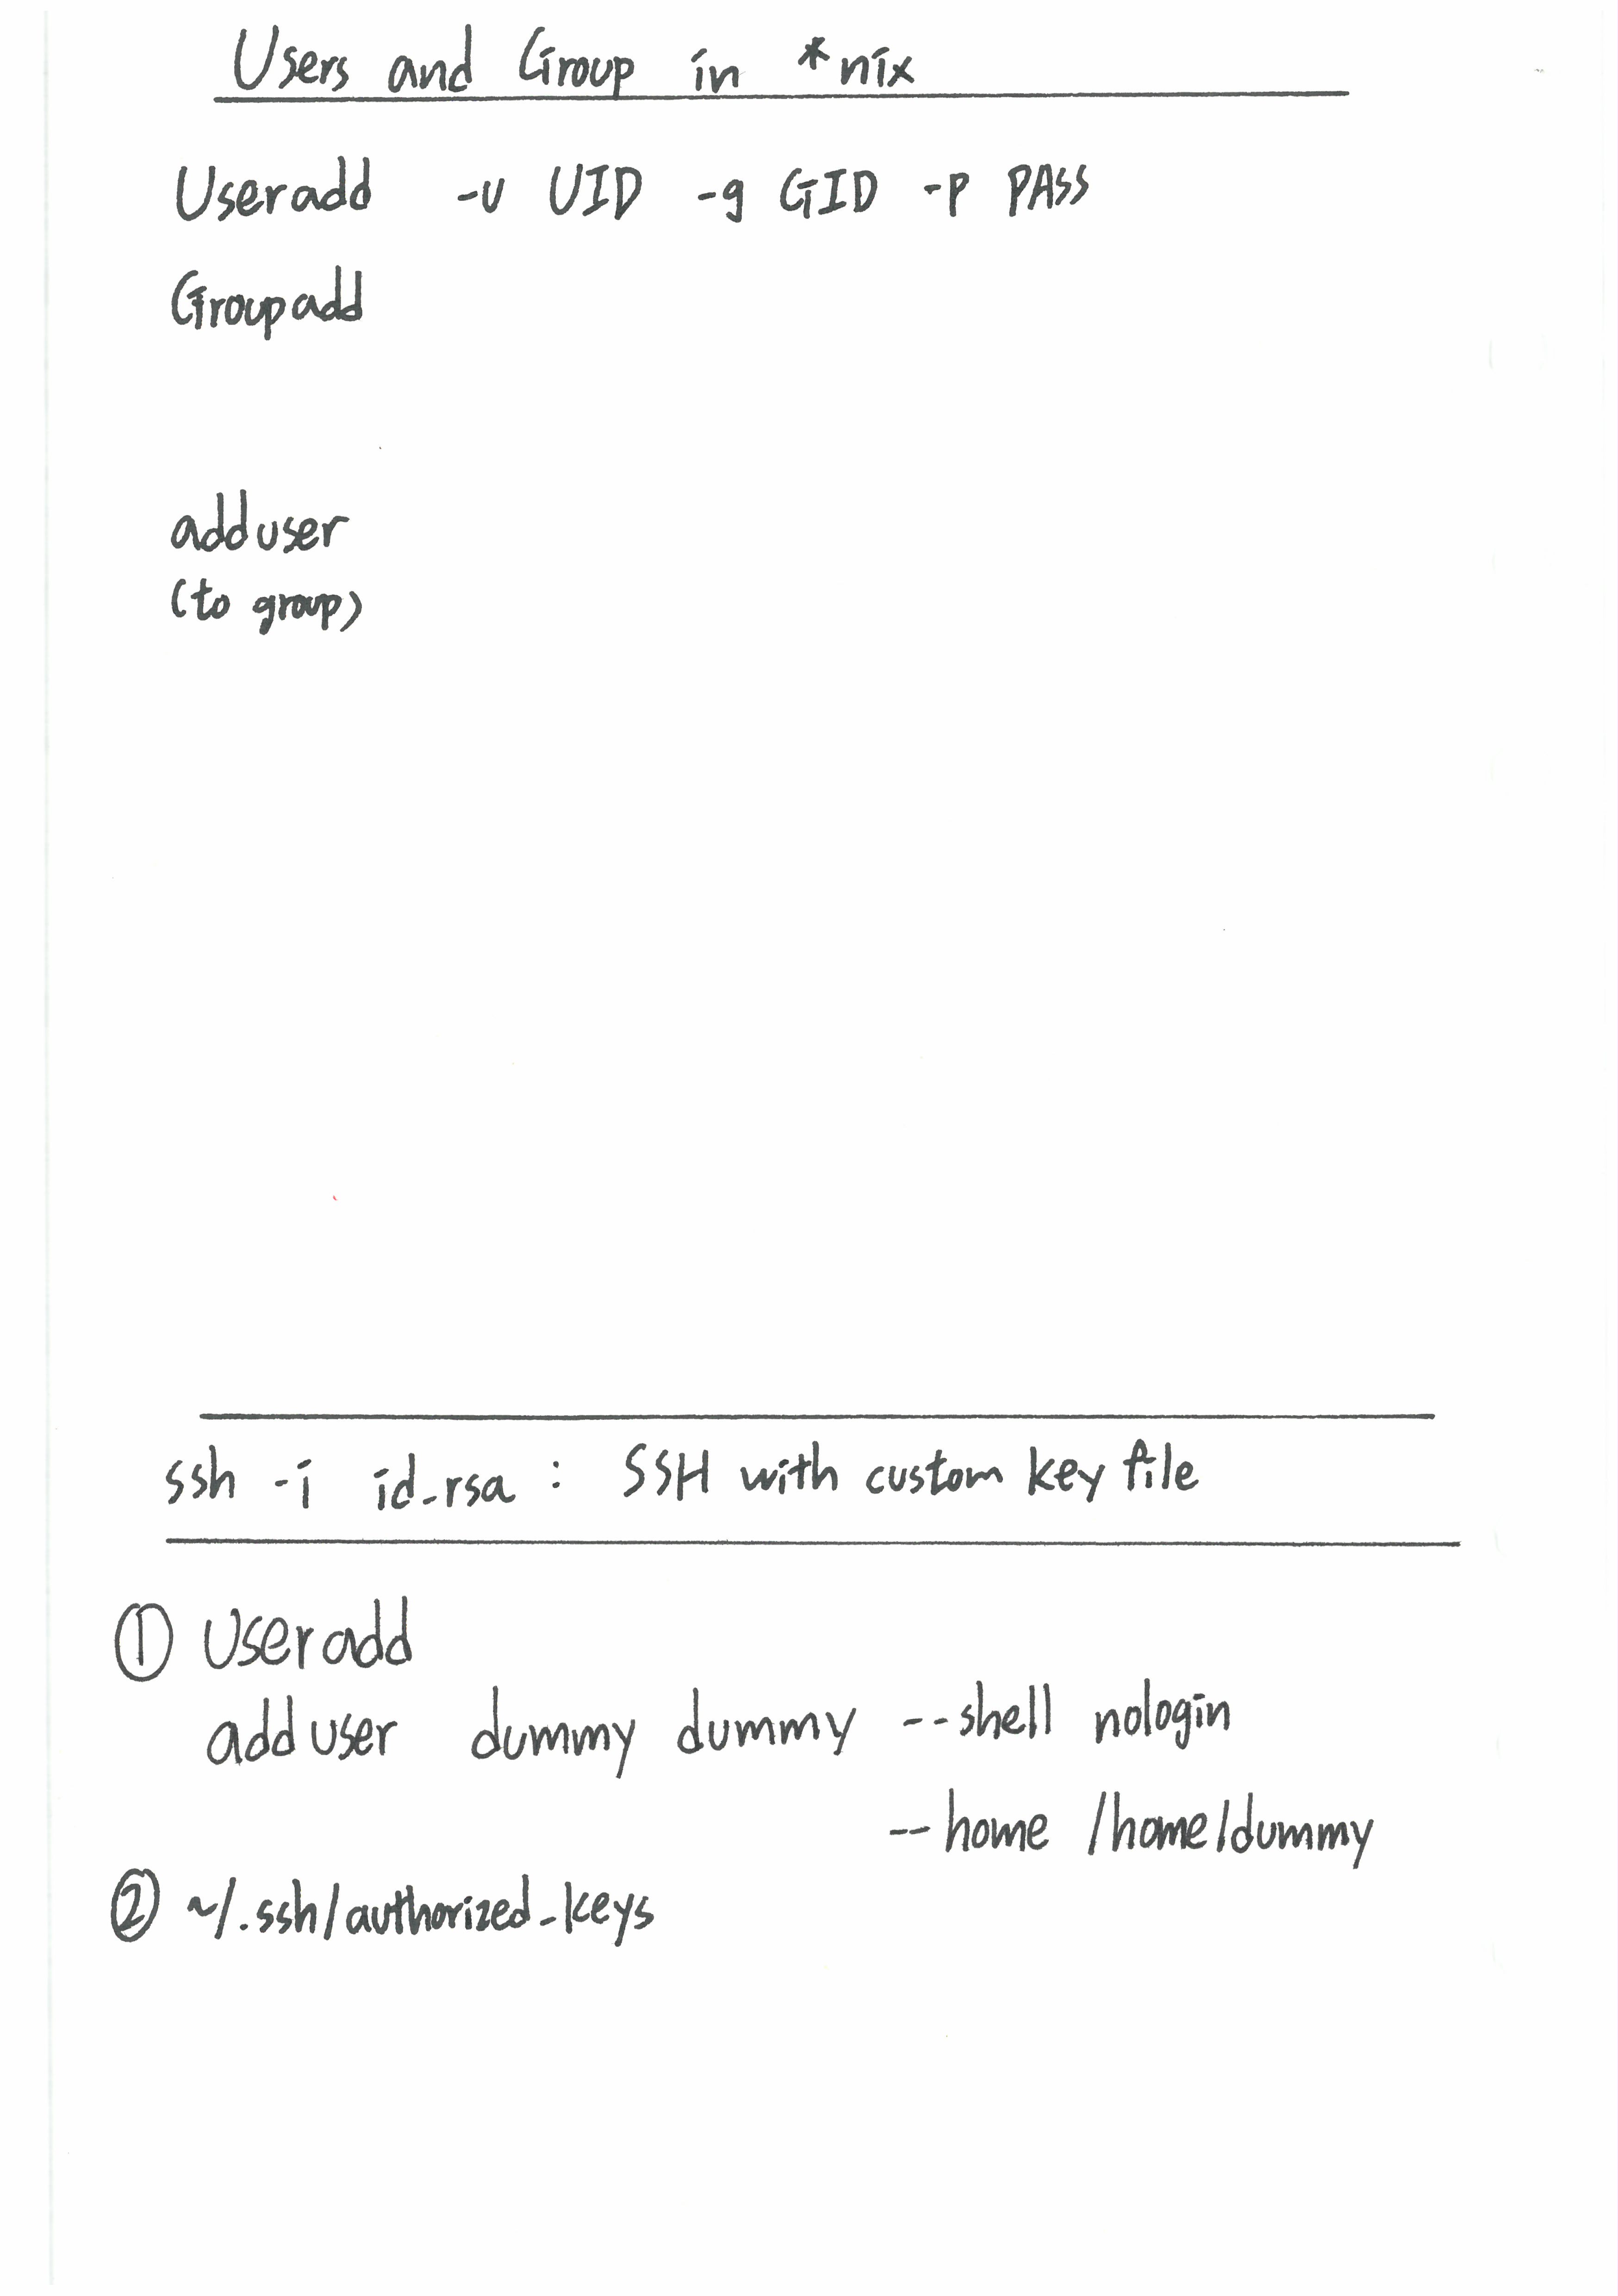 Users and Group in *nix
Useradd -u UID -g GID -p PASS
Groupadd
adduser
(to group)
ssh -i id_rsa : SSH with custom key file
① Useradd
adduser dummy dummy --shell nologin
--home /home/dummy
② ~/.ssh/authorized_keys